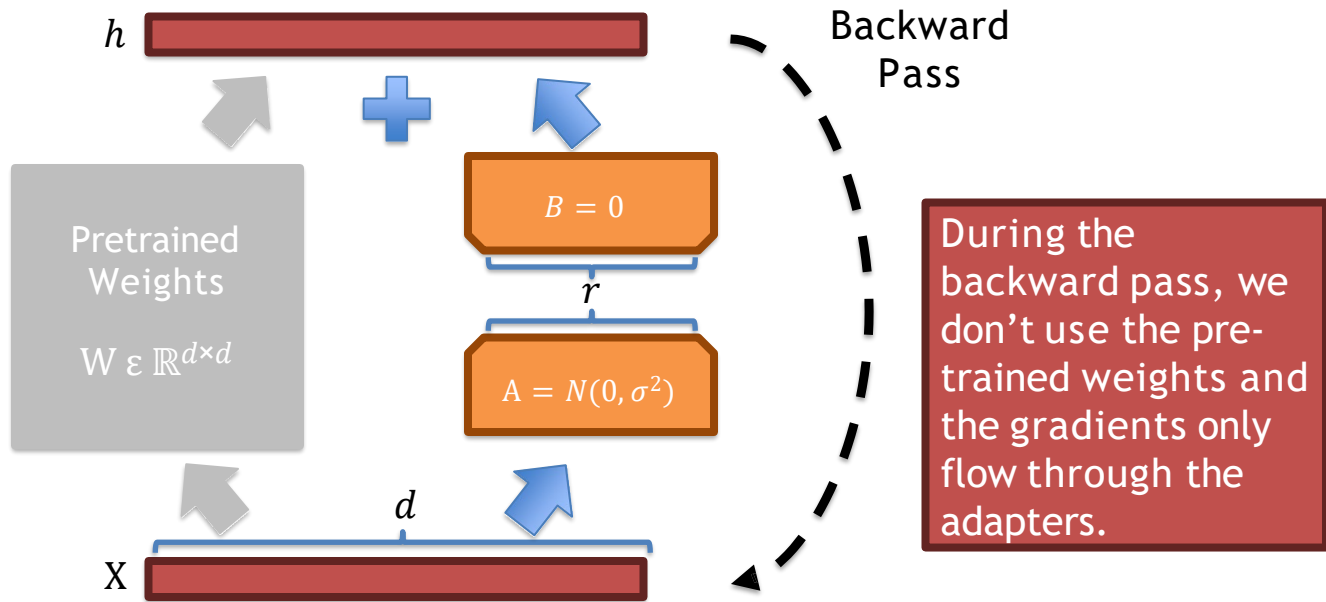 h
Backward
Pass
Pretrained
Weights
W ε ℝ^{d×d}
B = 0
r
A = N(0, σ²)
d
X
During the
backward pass, we
don’t use the pre-
trained weights and
the gradients only
flow through the
adapters.